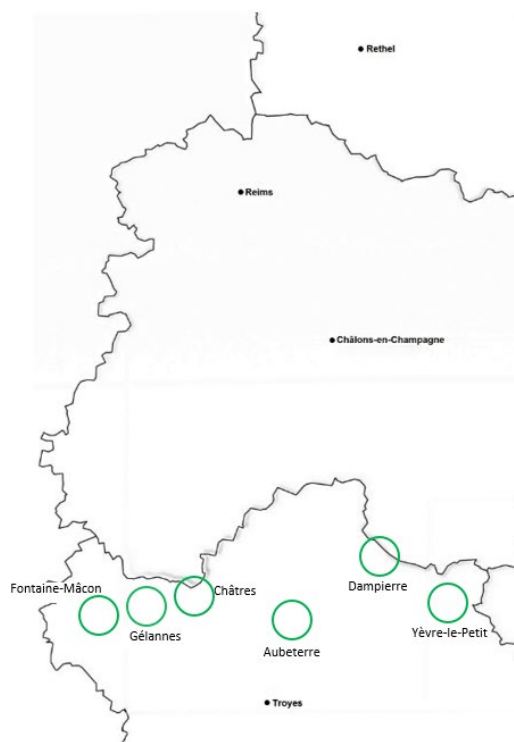 Rethel
Reims
Châlons-en-Champagne
Dampierre
Fontaine-Mâcon
Châtres
Gélannes
Yèvre-le-Petit
Aubeterre
Troyes